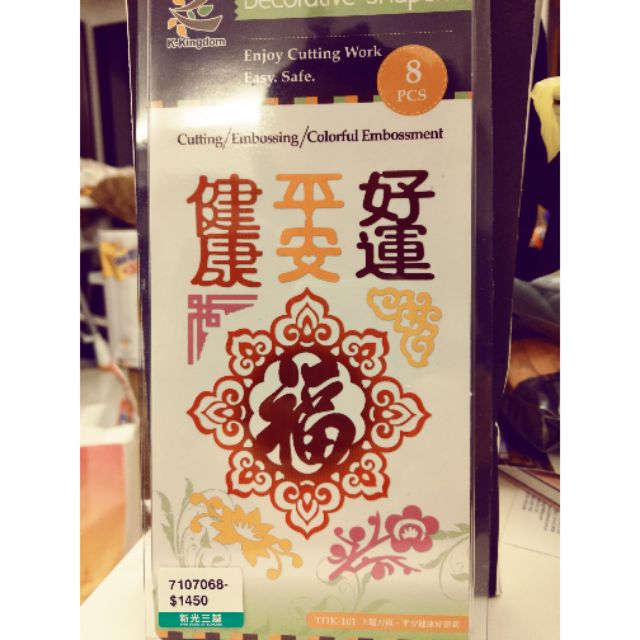 K-Kingdom
Decorative Shaper
Enjoy Cutting Work
Easy. Safe.
8
PCS
Cutting/Embossing/Colorful Embossment
健康
平安
好運
福
7107068-
$1450
新光三越